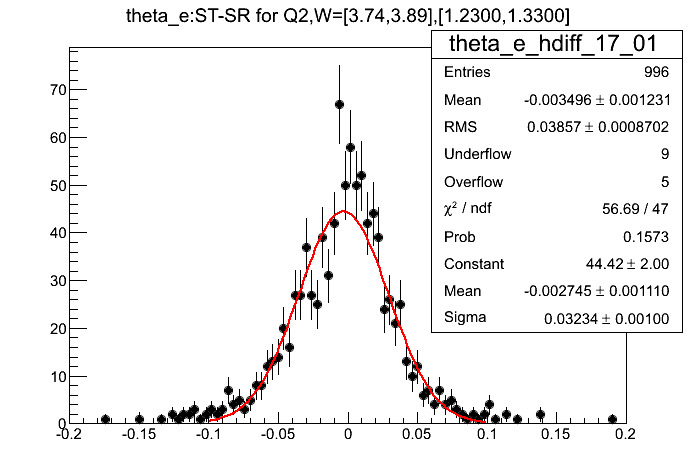 theta_e:ST-SR for Q2,W=[3.74,3.89],[1.2300,1.3300]
theta_e_hdiff_17_01
Entries 996
Mean -0.003496 ± 0.001231
RMS 0.03857 ± 0.0008702
Underflow 9
Overflow 5
χ² / ndf 56.69 / 47
Prob 0.1573
Constant 44.42 ± 2.00
Mean -0.002745 ± 0.001110
Sigma 0.03234 ± 0.00100
70
60
50
40
30
20
10
0
-0.2 -0.15 -0.1 -0.05 0 0.05 0.1 0.15 0.2